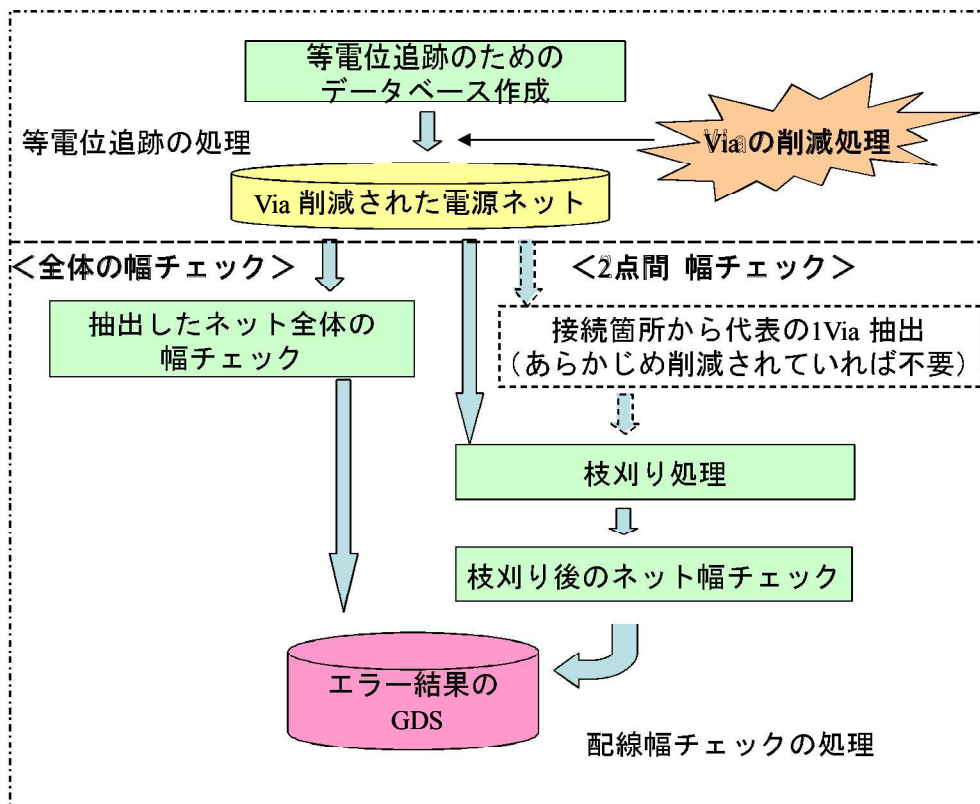 等電位追跡のための
データベース作成
等電位追跡の処理
Viaの削減処理
Via 削減された電源ネット
＜全体の幅チェック＞
＜2点間 幅チェック＞
抽出したネット全体の
幅チェック
接続箇所から代表の1Via 抽出
（あらかじめ削減されていれば不要）
枝刈り処理
枝刈り後のネット幅チェック
エラー結果の
GDS
配線幅チェックの処理